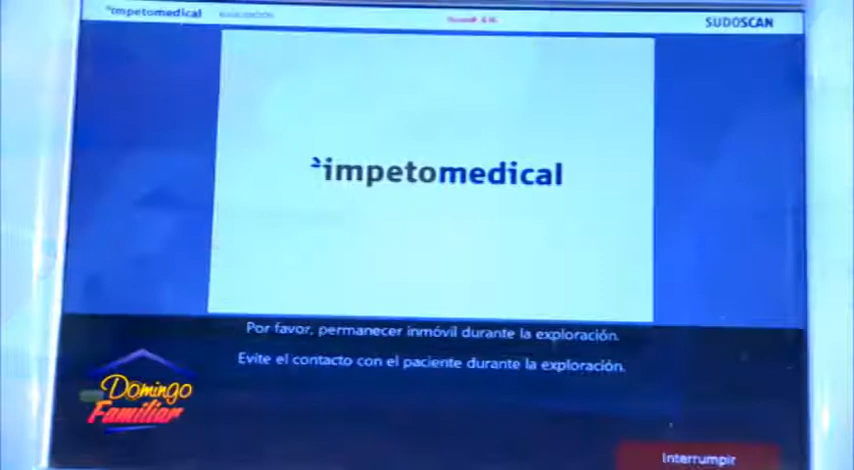 impetomedical
SUDOSCAN
impetomedical
Por favor, permanecer inmóvil durante la exploración.
Evite el contacto con el paciente durante la exploración.
Domingo
Familiar
Interrumpir